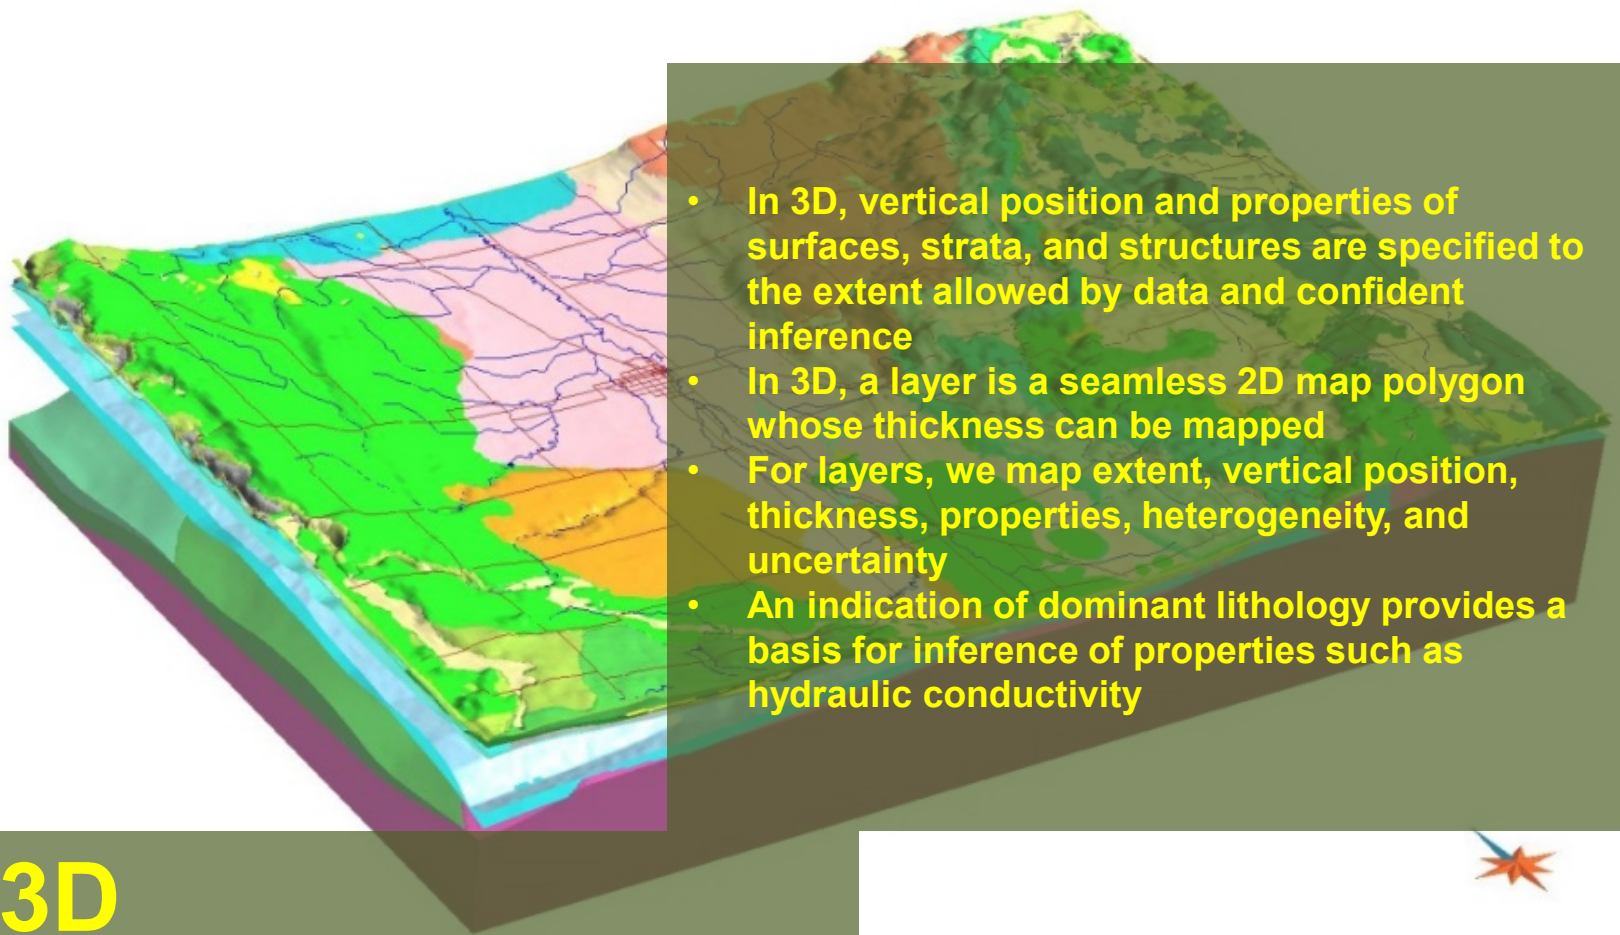 • In 3D, vertical position and properties of
surfaces, strata, and structures are specified to
the extent allowed by data and confident
inference
• In 3D, a layer is a seamless 2D map polygon
whose thickness can be mapped
• For layers, we map extent, vertical position,
thickness, properties, heterogeneity, and
uncertainty
• An indication of dominant lithology provides a
basis for inference of properties such as
hydraulic conductivity
3D